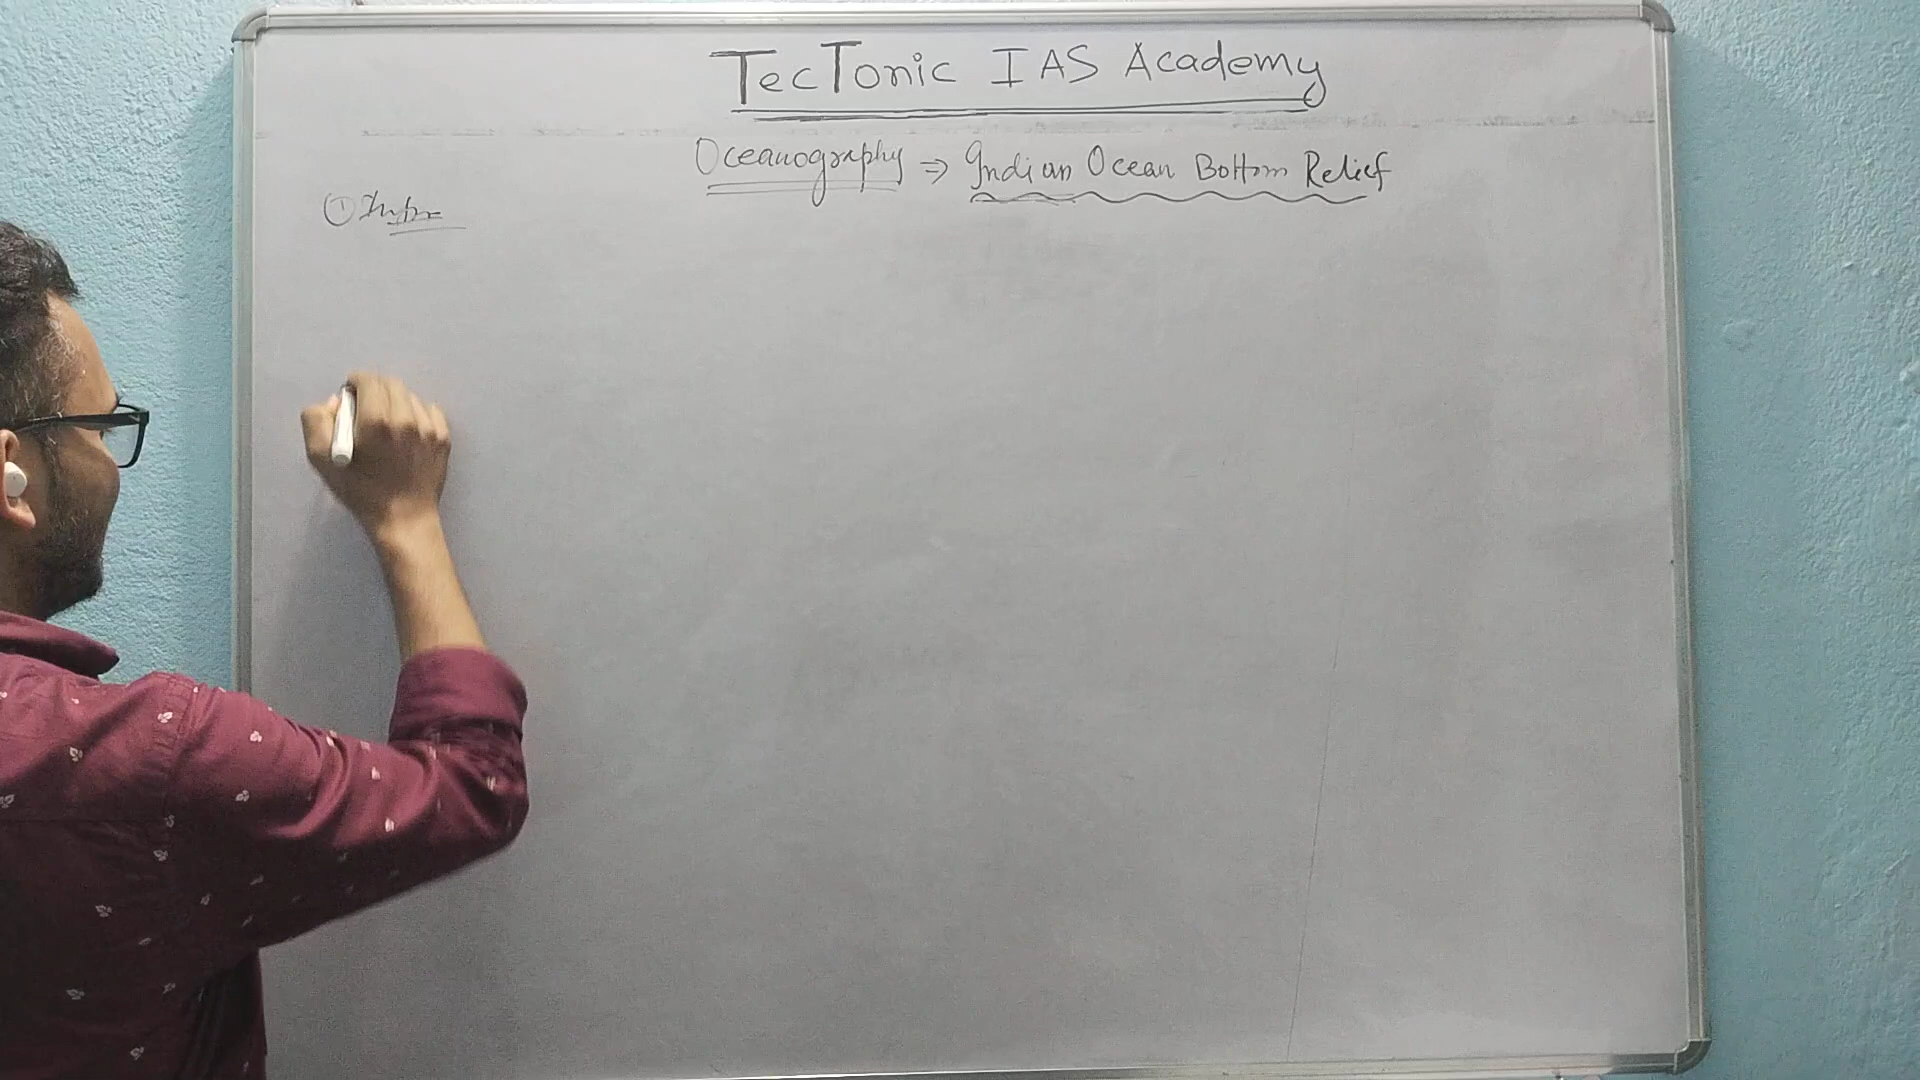 TecTonic IAS Academy
Oceanography ⇒ Indian Ocean Bottom Relief
① Intro